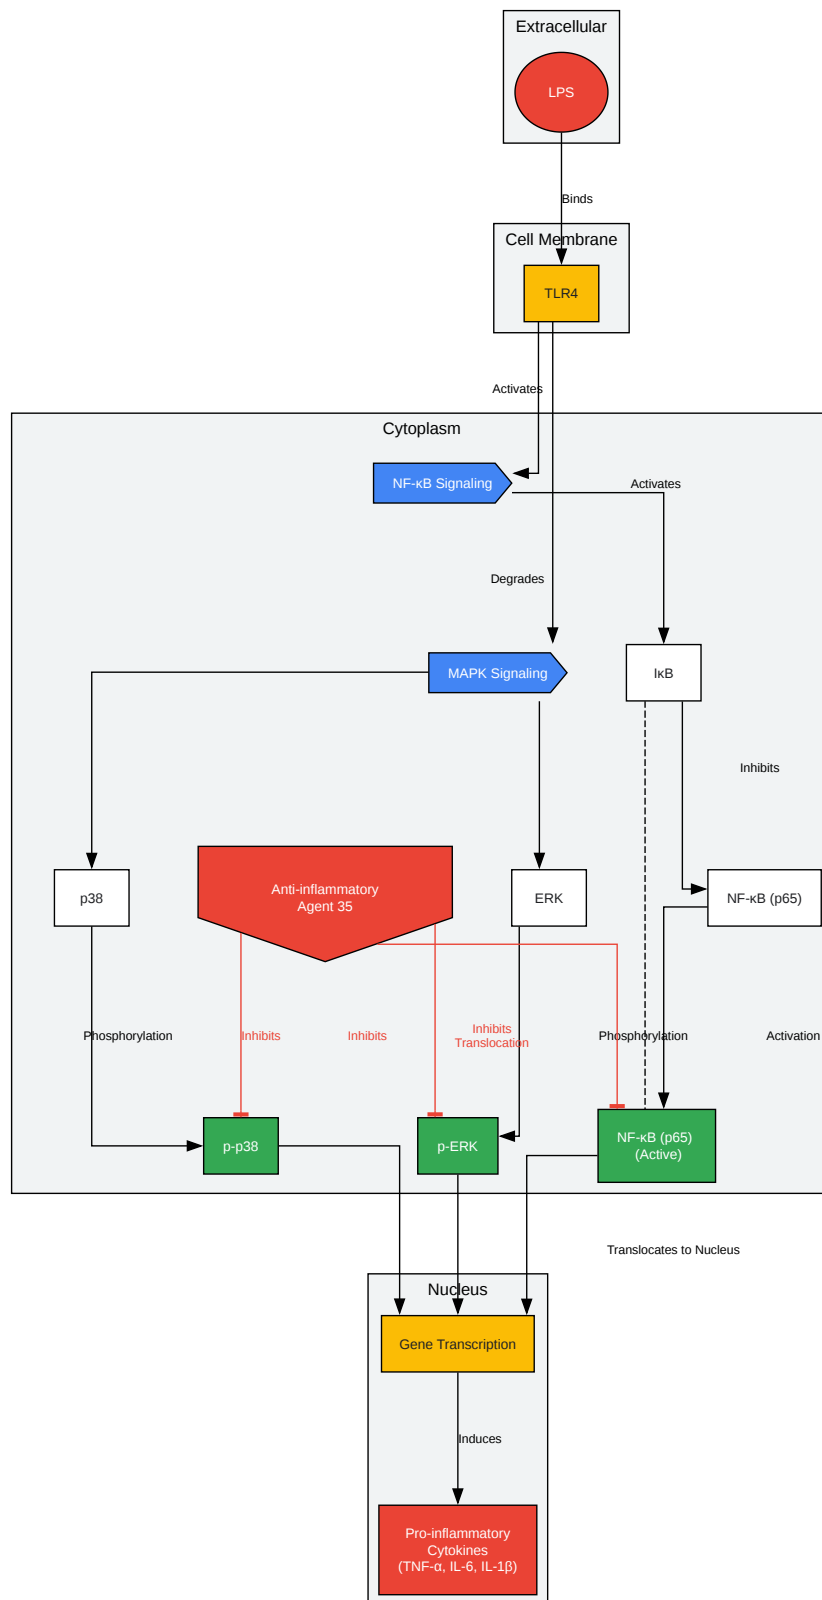 Extracellular
LPS
Binds
Cell Membrane
TLR4
Activates
Cytoplasm
NF-κB Signaling
Activates
Degrades
MAPK Signaling
IκB
Inhibits
p38
Anti-inflammatory
Agent 35
ERK
NF-κB (p65)
Phosphorylation
Inhibits
Inhibits
Inhibits
Translocation
Phosphorylation
Activation
p-p38
p-ERK
NF-κB (p65)
(Active)
Translocates to Nucleus
Nucleus
Gene Transcription
Induces
Pro-inflammatory
Cytokines
(TNF-α, IL-6, IL-1β)